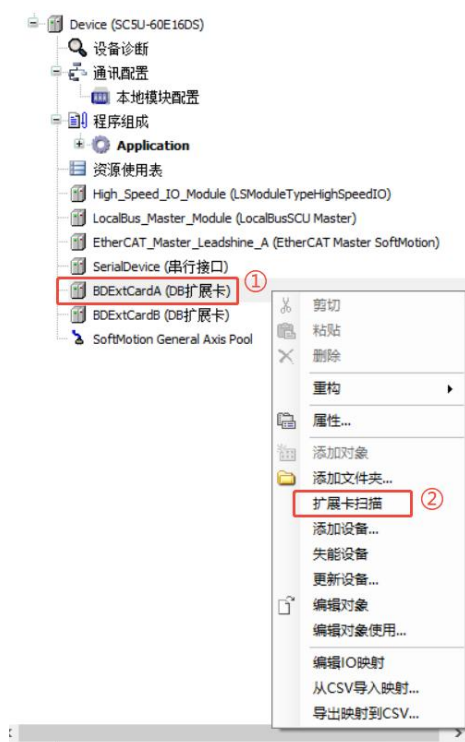 Device (SC5U-60E16DS)
设备诊断
通讯配置
本地模块配置
程序组成
Application
资源使用表
High_Speed_IO_Module (LSModuleTypeHighSpeedIO)
LocalBus_Master_Module (LocalBusSCU Master)
EtherCAT_Master_Leadshine_A (EtherCAT Master SoftMotion)
SerialDevice (串行接口)
BDExtCardA (DB扩展卡) ①
BDExtCardB (DB扩展卡)
SoftMotion General Axis Pool
剪切
粘贴
删除
重构
属性...
添加对象
添加文件夹...
扩展卡扫描 ②
添加设备...
失能设备
更新设备...
编辑对象
编辑对象使用...
编辑IO映射
从CSV导入映射...
导出映射到CSV...